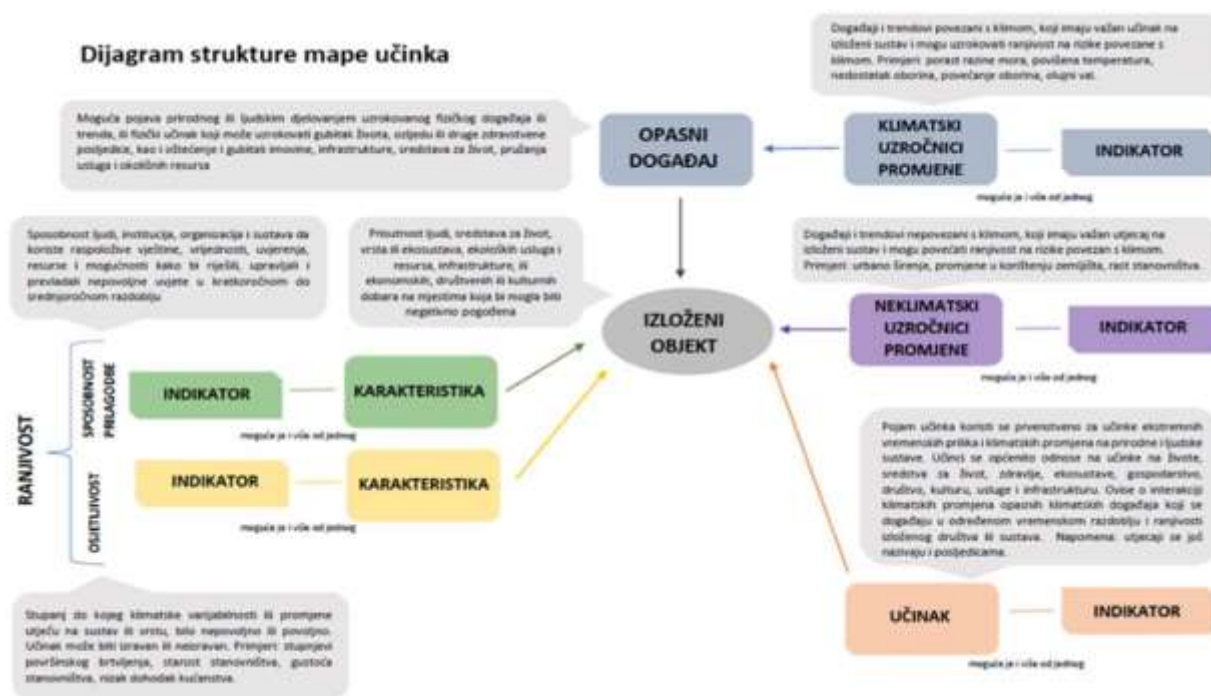 Dijagram strukture mape učinka
Događaji i trendovi povezani s klimom, koji imaju važan učinak na
izloženi sustav i mogu uzrokovati ranjivost na rizike povezane s
klimom. Primjeri: porast razine mora, povišena temperatura,
nedostatak oborina, povećanje oborina, olujni val.
Moguća pojava prirodnog ili ljudskim djelovanjem uzrokovanog fizičkog događaja ili
trenda, ili fizički učinak koji može uzrokovati gubitak života, ozljedu ili druge zdravstvene
posljedice, kao i oštećenje i gubitak imovine, infrastrukture, sredstava za život, pružanja
usluga i okolišnih resursa
OPASNI
DOGAĐAJ
KLIMATSKI
UZROČNICI
PROMJENE
INDIKATOR
moguće je i više od jednog
Sposobnost ljudi, institucija, organizacija i sustava da
koriste raspoložive vještine, vrijednosti, uvjerenja,
resurse i mogućnosti kako bi riješili, upravljali i
prevladali nepovoljne uvjete u kratkoročnom do
srednjoročnom razdoblju
Prisutnost ljudi, sredstava za život,
vrsta ili ekosustava, ekoloških usluga i
resursa, infrastrukture, ili
ekonomskih, društvenih ili kulturnih
dobara na mjestima koja bi mogla biti
negativno pogođena
Događaji i trendovi nepovezani s klimom, koji imaju važan utjecaj na
izloženi sustav i mogu povećati ranjivost na rizike povezan s klimom.
Primjeri: urbano širenje, promjene u korištenju zemljišta, rast stanovništva.
IZLOŽENI
OBJEKT
NEKLIMATSKI
UZROČNICI
PROMJENE
INDIKATOR
moguće je i više od jednog
RANJIVOST
SPOSOBNOST
PRILAGODBE
INDIKATOR
KARAKTERISTIKA
moguće je i više od jednog
OSJETLJIVOST
INDIKATOR
KARAKTERISTIKA
moguće je i više od jednog
Pojam učinka koristi se prvenstveno za učinke ekstremnih
vremenskih prilika i klimatskih promjena na prirodne i ljudske
sustave. Učinci se općenito odnose na učinke na živote,
sredstva za život, zdravlje, ekosustave, gospodarstvo,
društvo, kulturu, usluge i infrastrukturu. Ovise o interakciji
klimatskih promjena opasnih klimatskih događaja koji se
događaju u određenom vremenskom razdoblju i ranjivosti
izloženog društva ili sustava. Napomena: utjecaji se još
nazivaju i posljedicama.
Stupanj do kojeg klimatske varijabilnosti ili promjene
utječu na sustav ili vrstu, bilo nepovoljno ili povoljno.
Učinak može biti izravan ili neizravan. Primjeri: stupnjevi
površinskog brtvljenja, starost stanovništva, gustoća
stanovništva, nizak dohodak kućanstva.
UČINAK
INDIKATOR
moguće je i više od jednog